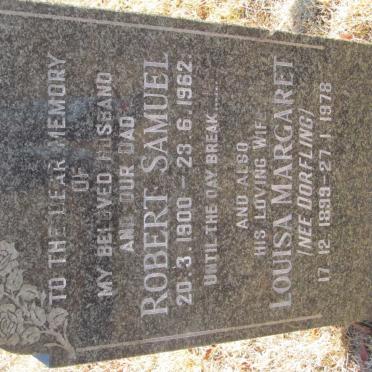 TO THE DEAR MEMORY
OF
MY BELOVED HUSBAND
AND OUR DAD
ROBERT SAMUEL
20.3.1900 – 23.6.1962
UNTIL THE DAY BREAK......
AND ALSO
HIS LOVING WIFE
LOUISA MARGARET
(NEE DORFLING)
17.12.1899 - 27.1.1978